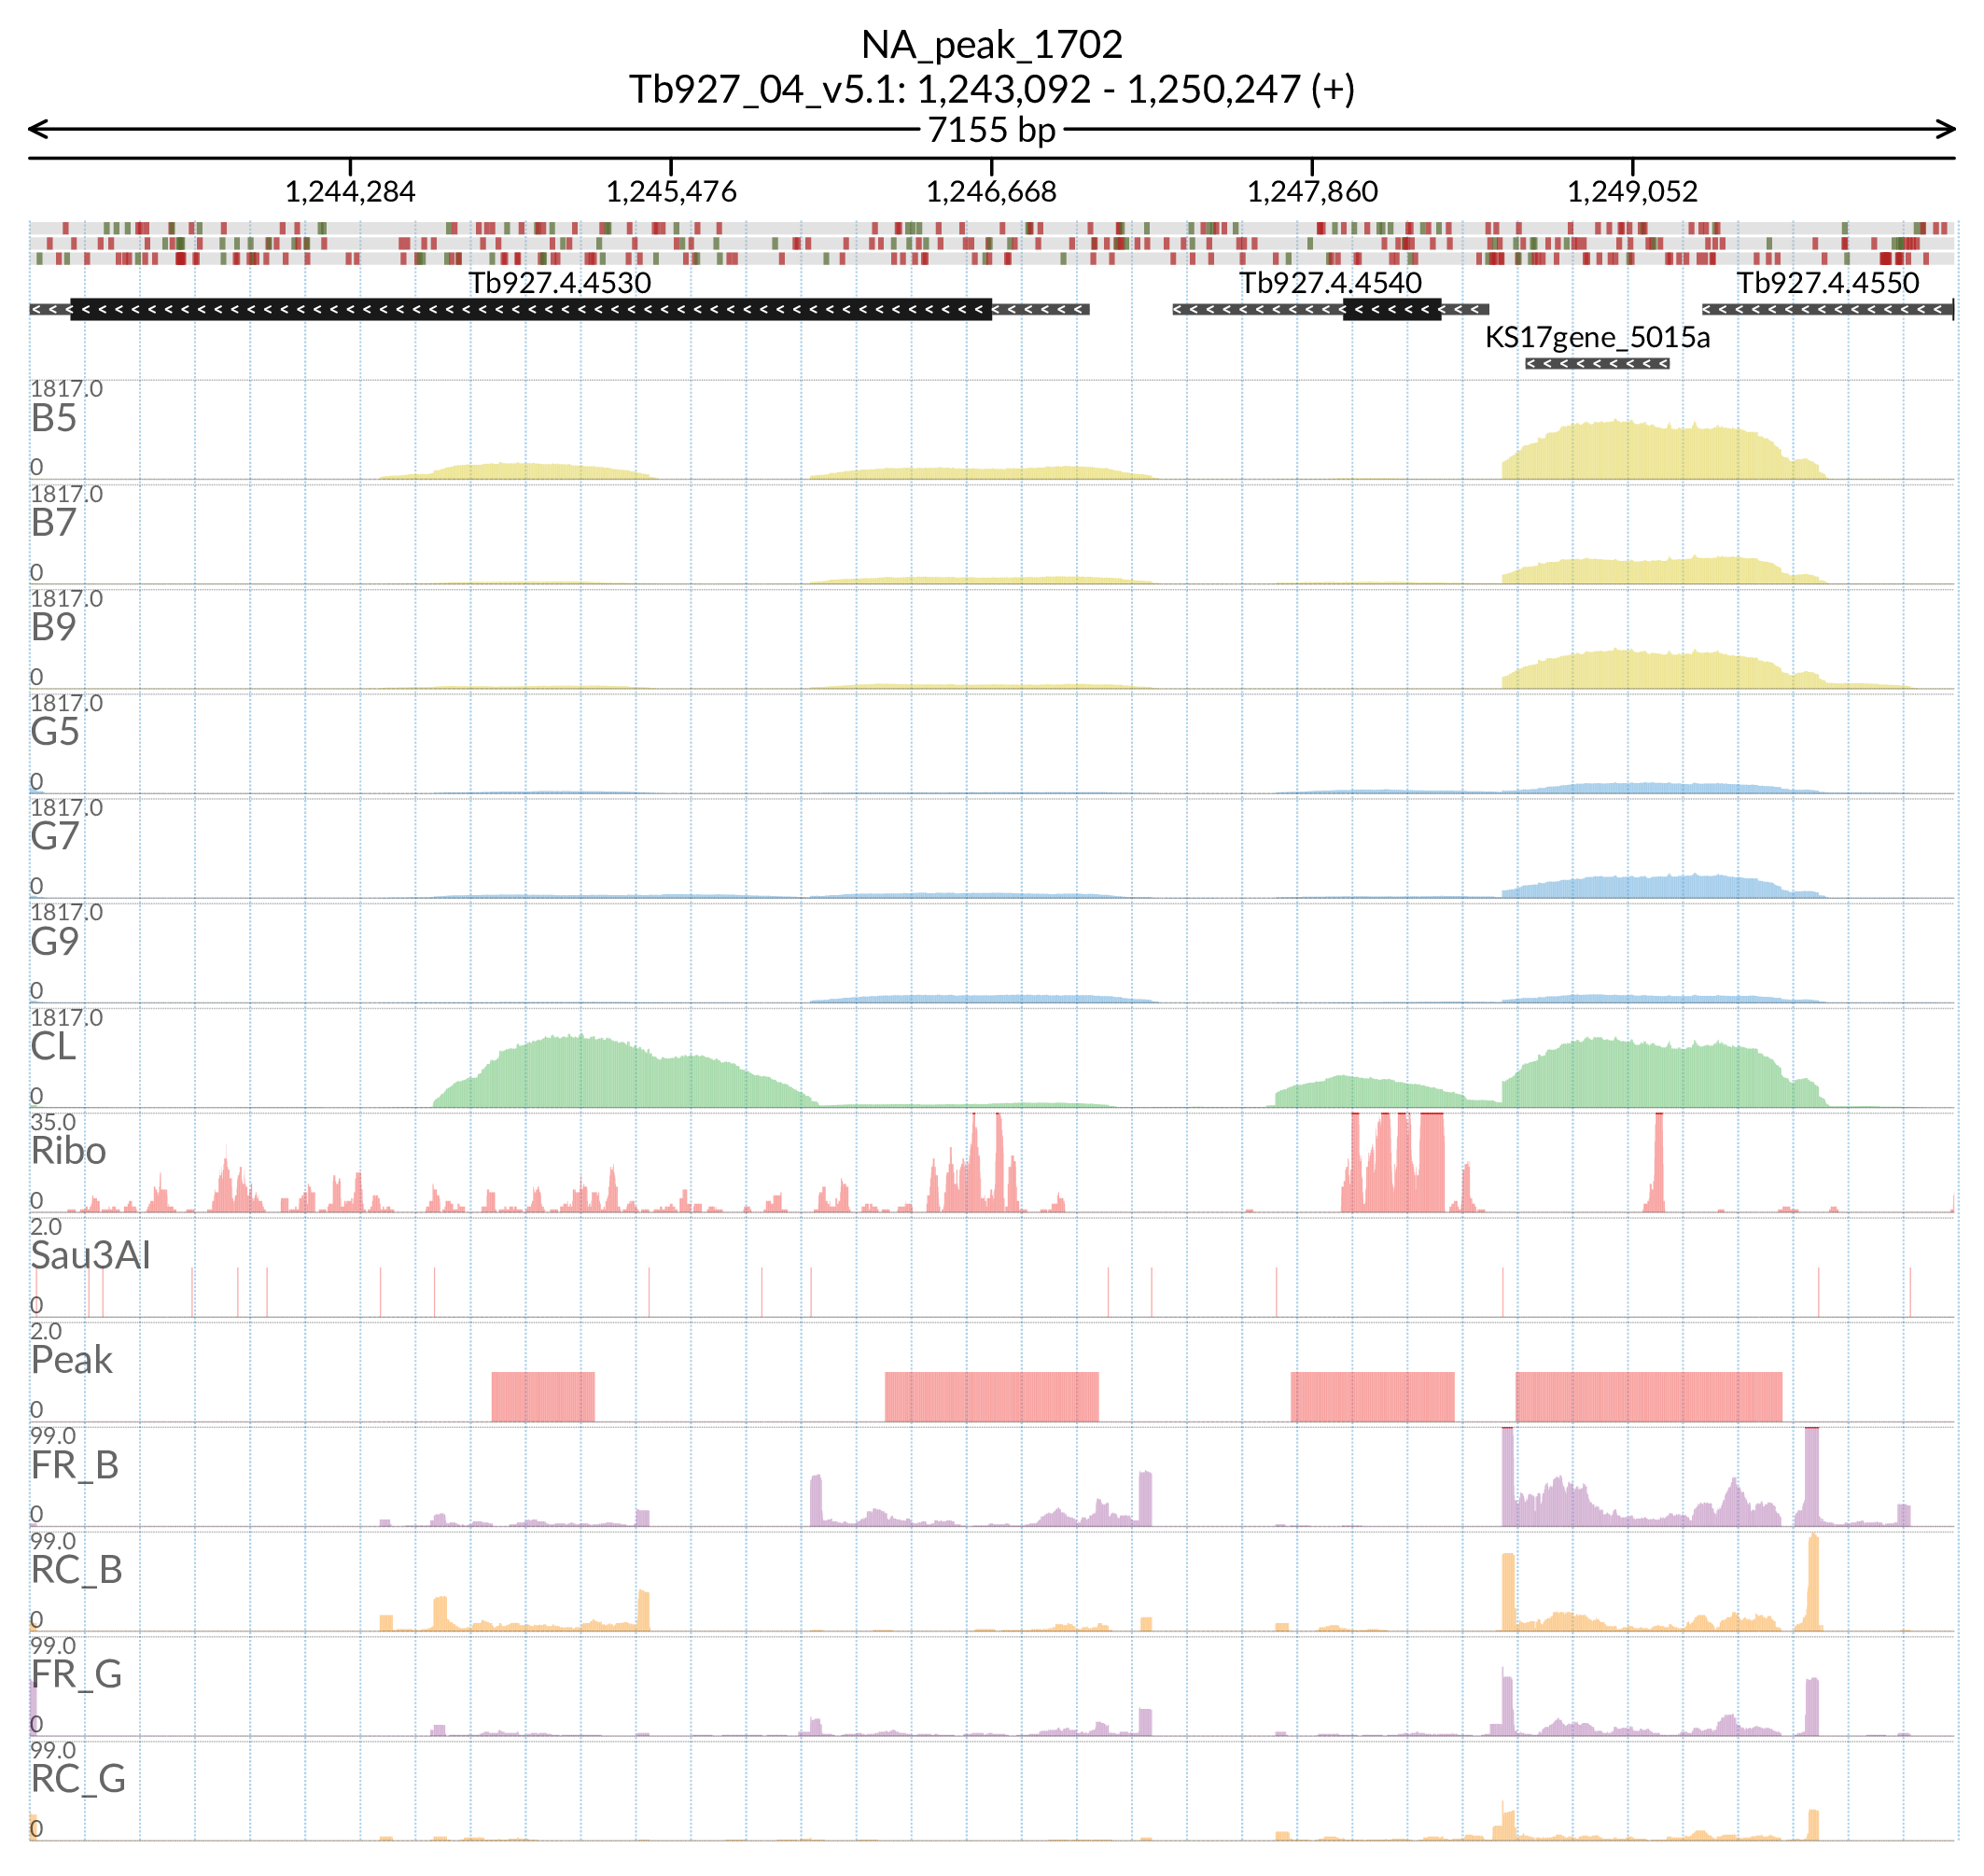 NA_peak_1702
Tb927_04_v5.1: 1,243,092 - 1,250,247 (+)
7155 bp
1,244,284 1,245,476 1,246,668 1,247,860 1,249,052
Tb927.4.4530 Tb927.4.4540 Tb927.4.4550
KS17gene_5015a
1817.0
B5
0
1817.0
B7
0
1817.0
B9
0
1817.0
G5
0
1817.0
G7
0
1817.0
G9
0
1817.0
CL
0
35.0
Ribo
0
2.0
Sau3AI
0
2.0
Peak
0
99.0
FR_B
0
99.0
RC_B
0
99.0
FR_G
0
99.0
RC_G
0